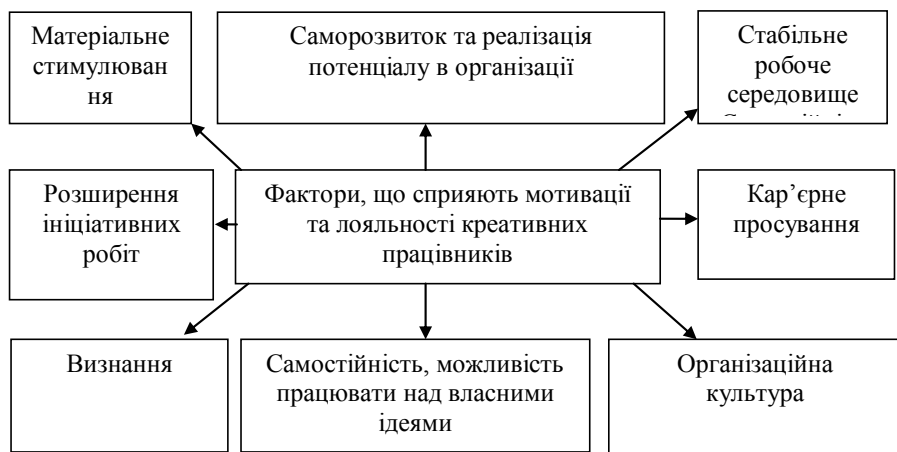 Матеріальне
стимулюван
ня
Саморозвиток та реалізація
потенціалу в організації
Стабільне
робоче
середовище
Розширення
ініціативних
робіт
Фактори, що сприяють мотивації
та лояльності креативних
працівників
Кар’єрне
просування
Визнання
Самостійність, можливість
працювати над власними
ідеями
Організаційна
культура